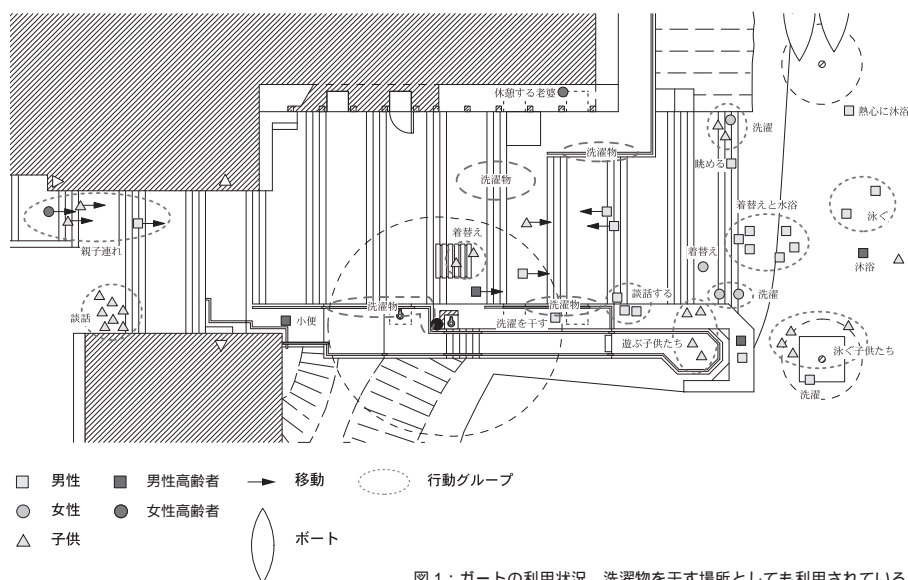 休憩する老婆
熱心に沐浴
洗濯
洗濯物
眺める
洗濯物
着替えと水浴
泳ぐ
着替え
親子連れ
着替え
沐浴
談話する
洗濯
洗濯物
洗濯物
談話
小便
洗濯を干す
遊ぶ子供たち
泳ぐ子供たち
洗濯
男性
男性高齢者
移動
行動グループ
女性
女性高齢者
子供
ボート
図 1：ガートの利用状況 洗濯物を干す場所としても利用されている